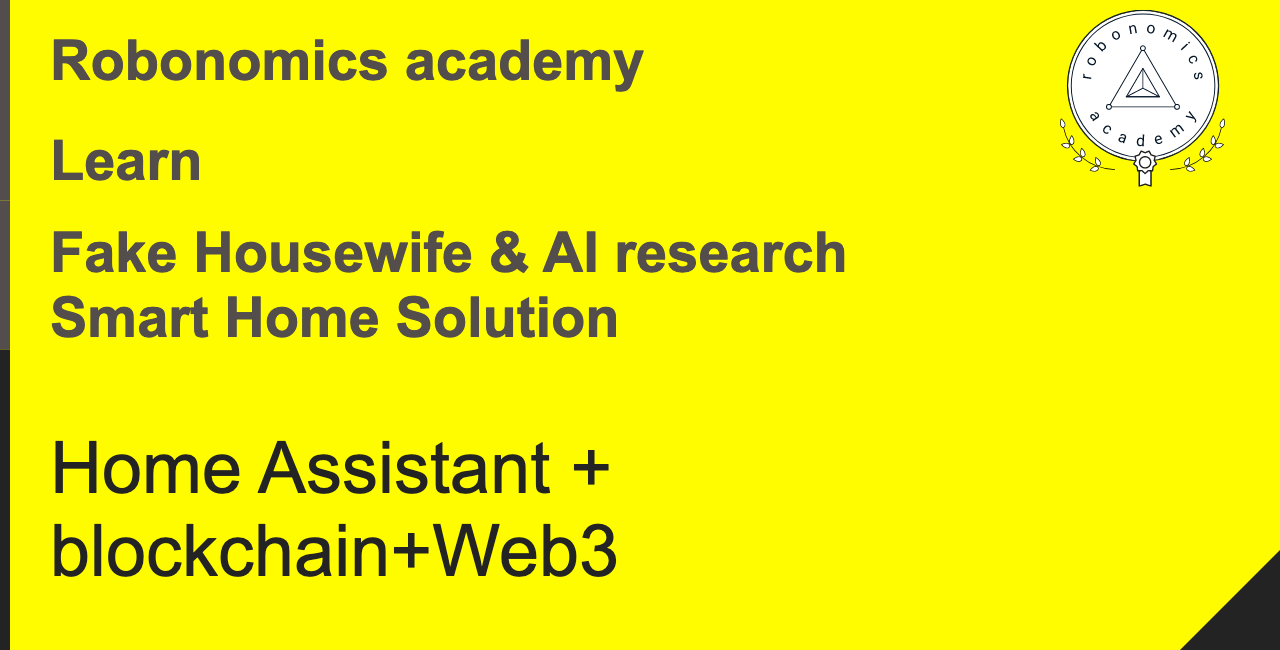 Robonomics academy
robonomics
academy
Learn
Fake Housewife & AI research
Smart Home Solution
Home Assistant +
blockchain+Web3